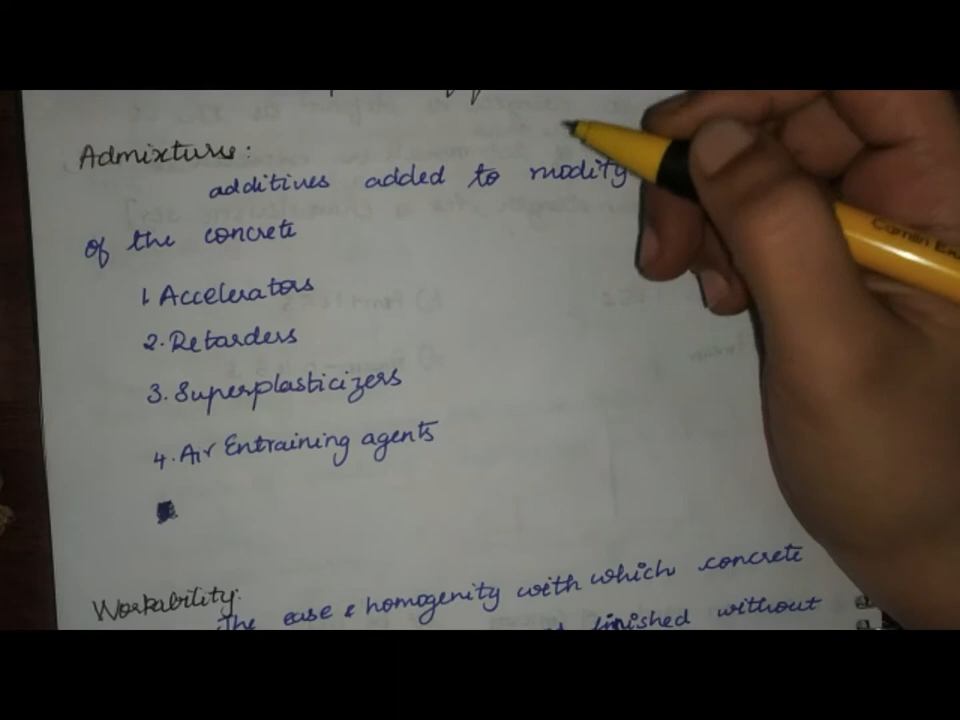 Admixture:
additives added to modify
of the concrete
1. Accelerators
2. Retarders
3. Superplasticizers
4. Air Entraining agents
Workability:
The ease & homogenity with which concrete
finished without